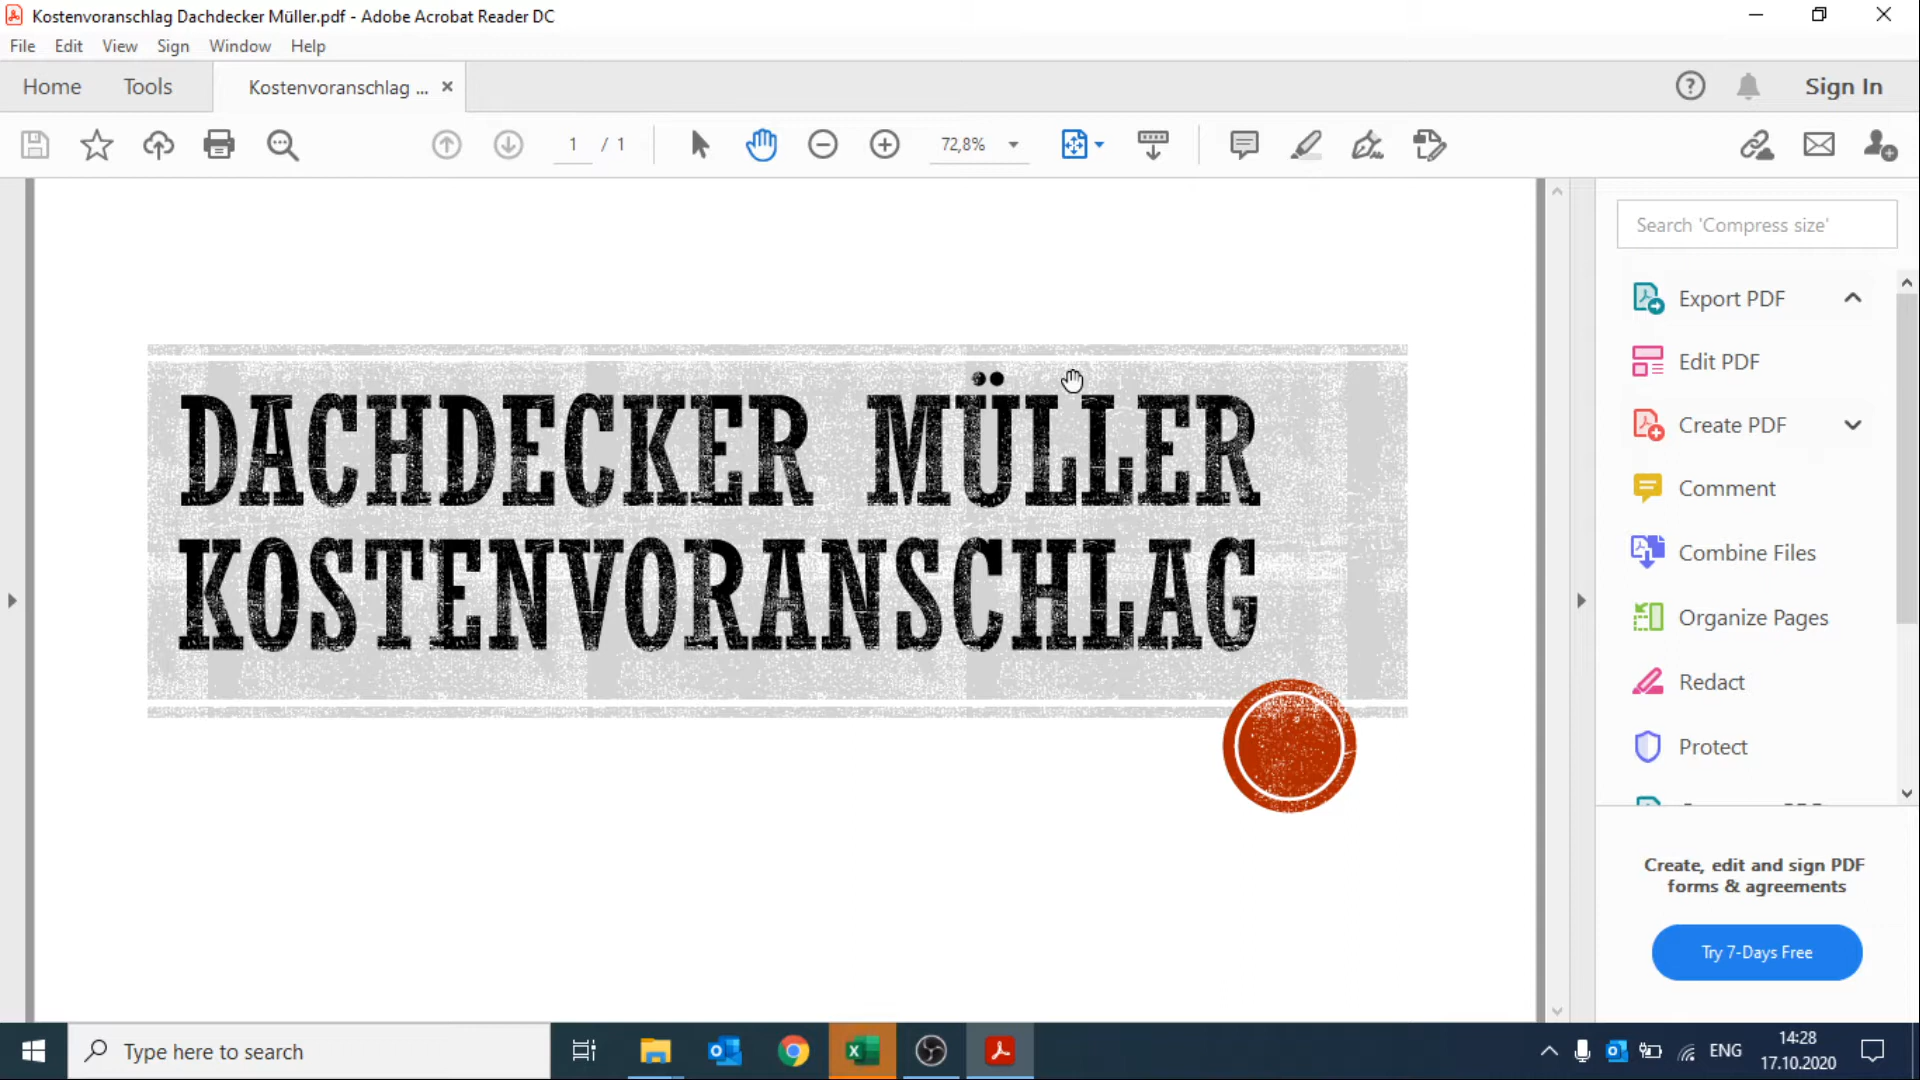 Kostenvoranschlag Dachdecker Müller.pdf - Adobe Acrobat Reader DC
File Edit View Sign Window Help
Home Tools Kostenvoranschlag ... Sign In
1 / 1 72,8%
Search 'Compress size'
Export PDF
Edit PDF
Create PDF
Comment
Combine Files
Organize Pages
Redact
Protect
DACHDECKER MÜLLER
KOSTENVORANSCHLAG
Create, edit and sign PDF
forms & agreements
Try 7-Days Free
Type here to search
ENG
14:28
17.10.2020